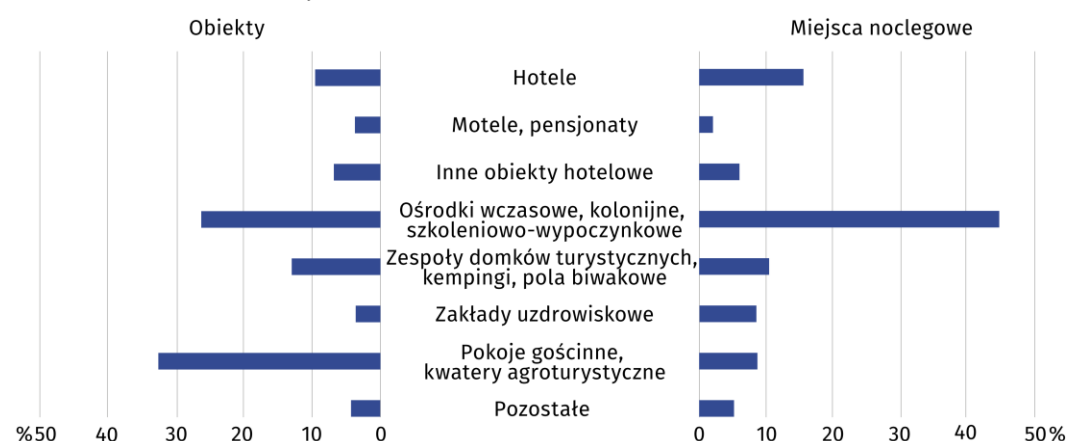 Obiekty
Miejsca noclegowe
Hotele
Motele, pensjonaty
Inne obiekty hotelowe
Ośrodki wczasowe, kolonijne,
szkoleniowo-wypoczynkowe
Zespoły domków turystycznych,
kempingi, pola biwakowe
Zakłady uzdrowiskowe
Pokoje gościnne,
kwatery agroturystyczne
Pozostałe
%50 40 30 20 10 0
0 10 20 30 40 50%